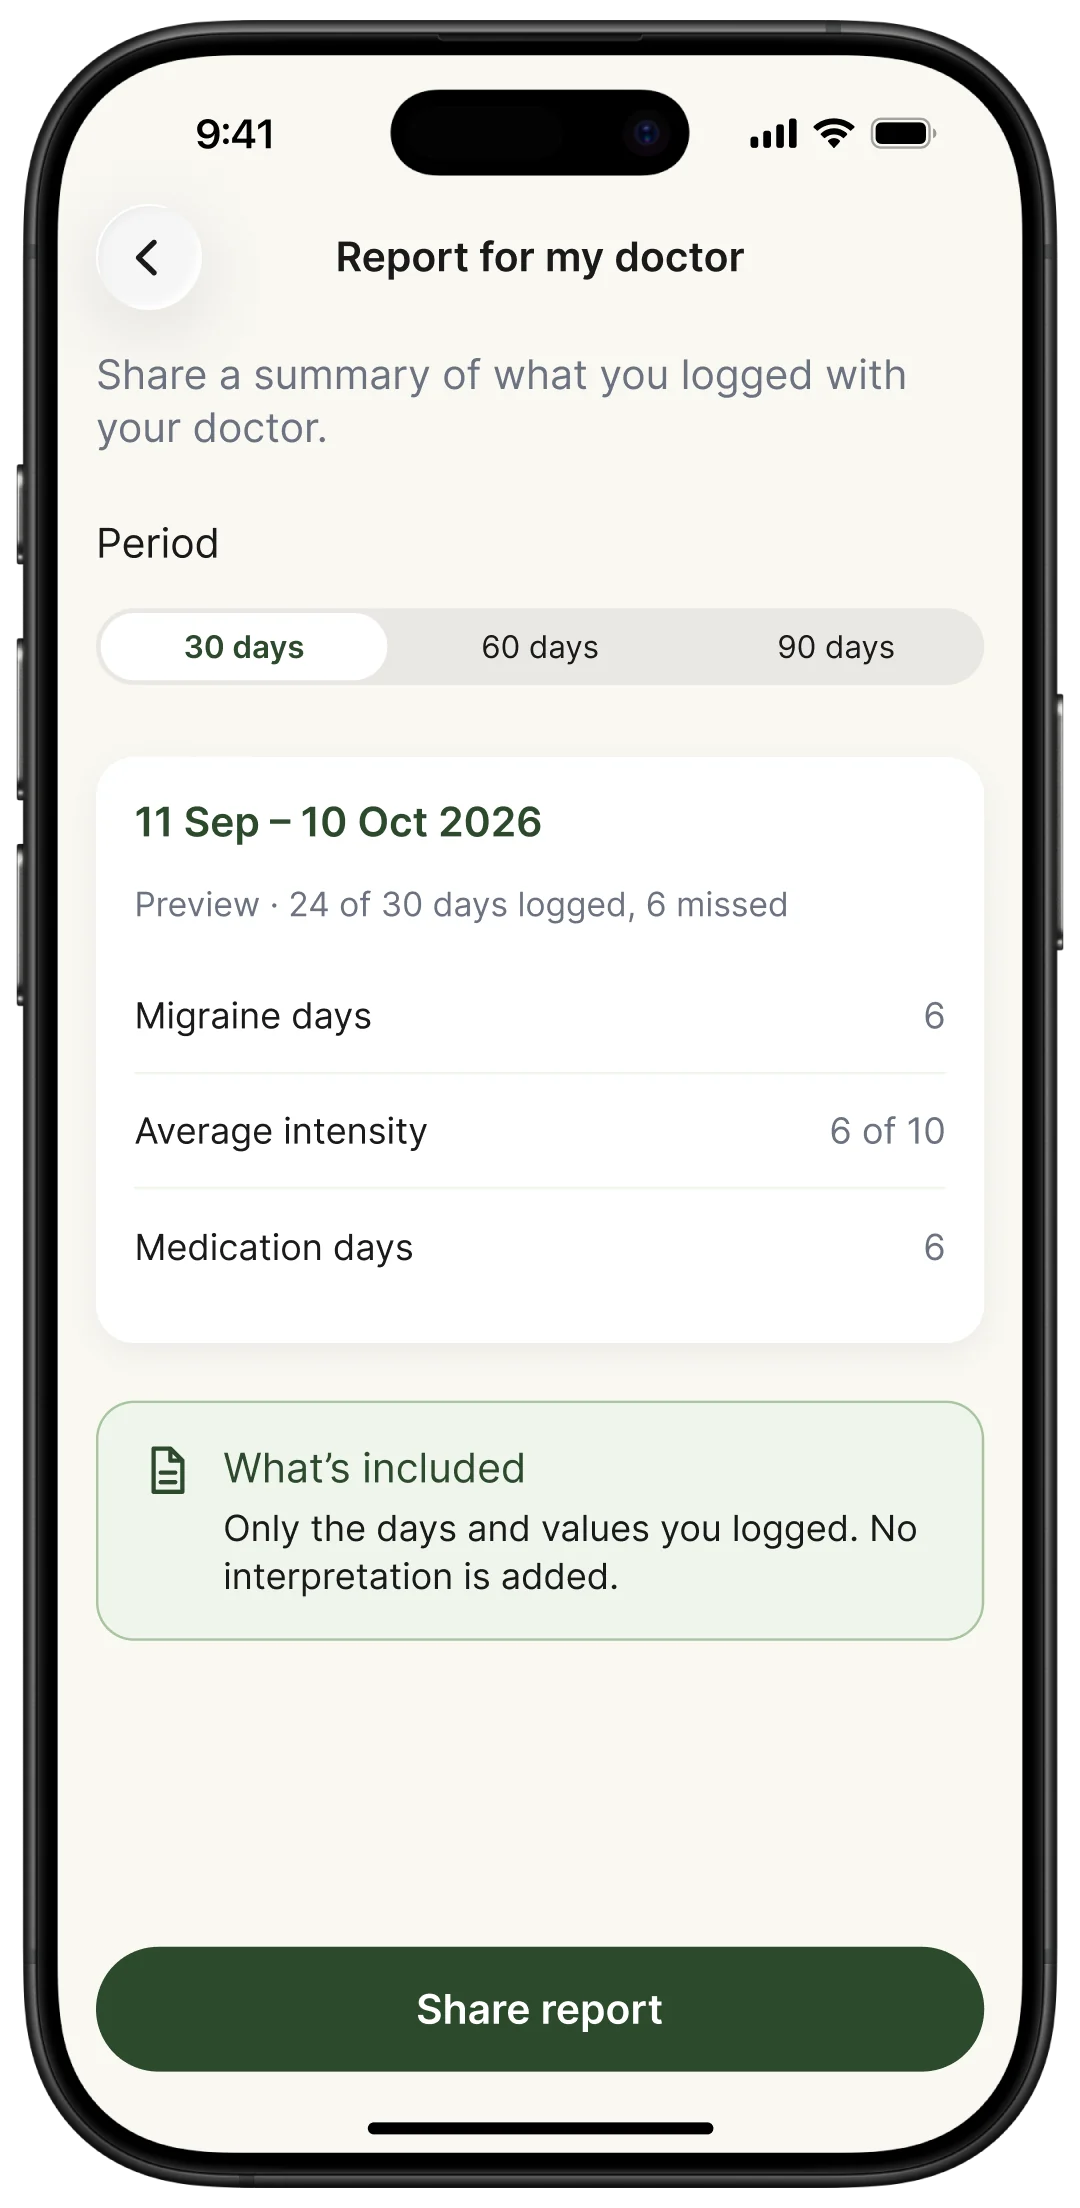 9:41
Report for my doctor
Share a summary of what you logged with
your doctor.
Period
30 days
60 days
90 days
11 Sep – 10 Oct 2026
Preview · 24 of 30 days logged, 6 missed
Migraine days
6
Average intensity
6 of 10
Medication days
6
What’s included
Only the days and values you logged. No
interpretation is added.
Share report